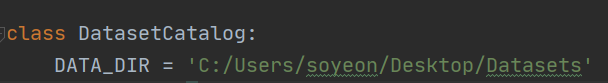 class DatasetCatalog:
    DATA_DIR = 'C:/Users/soyeon/Desktop/Datasets'